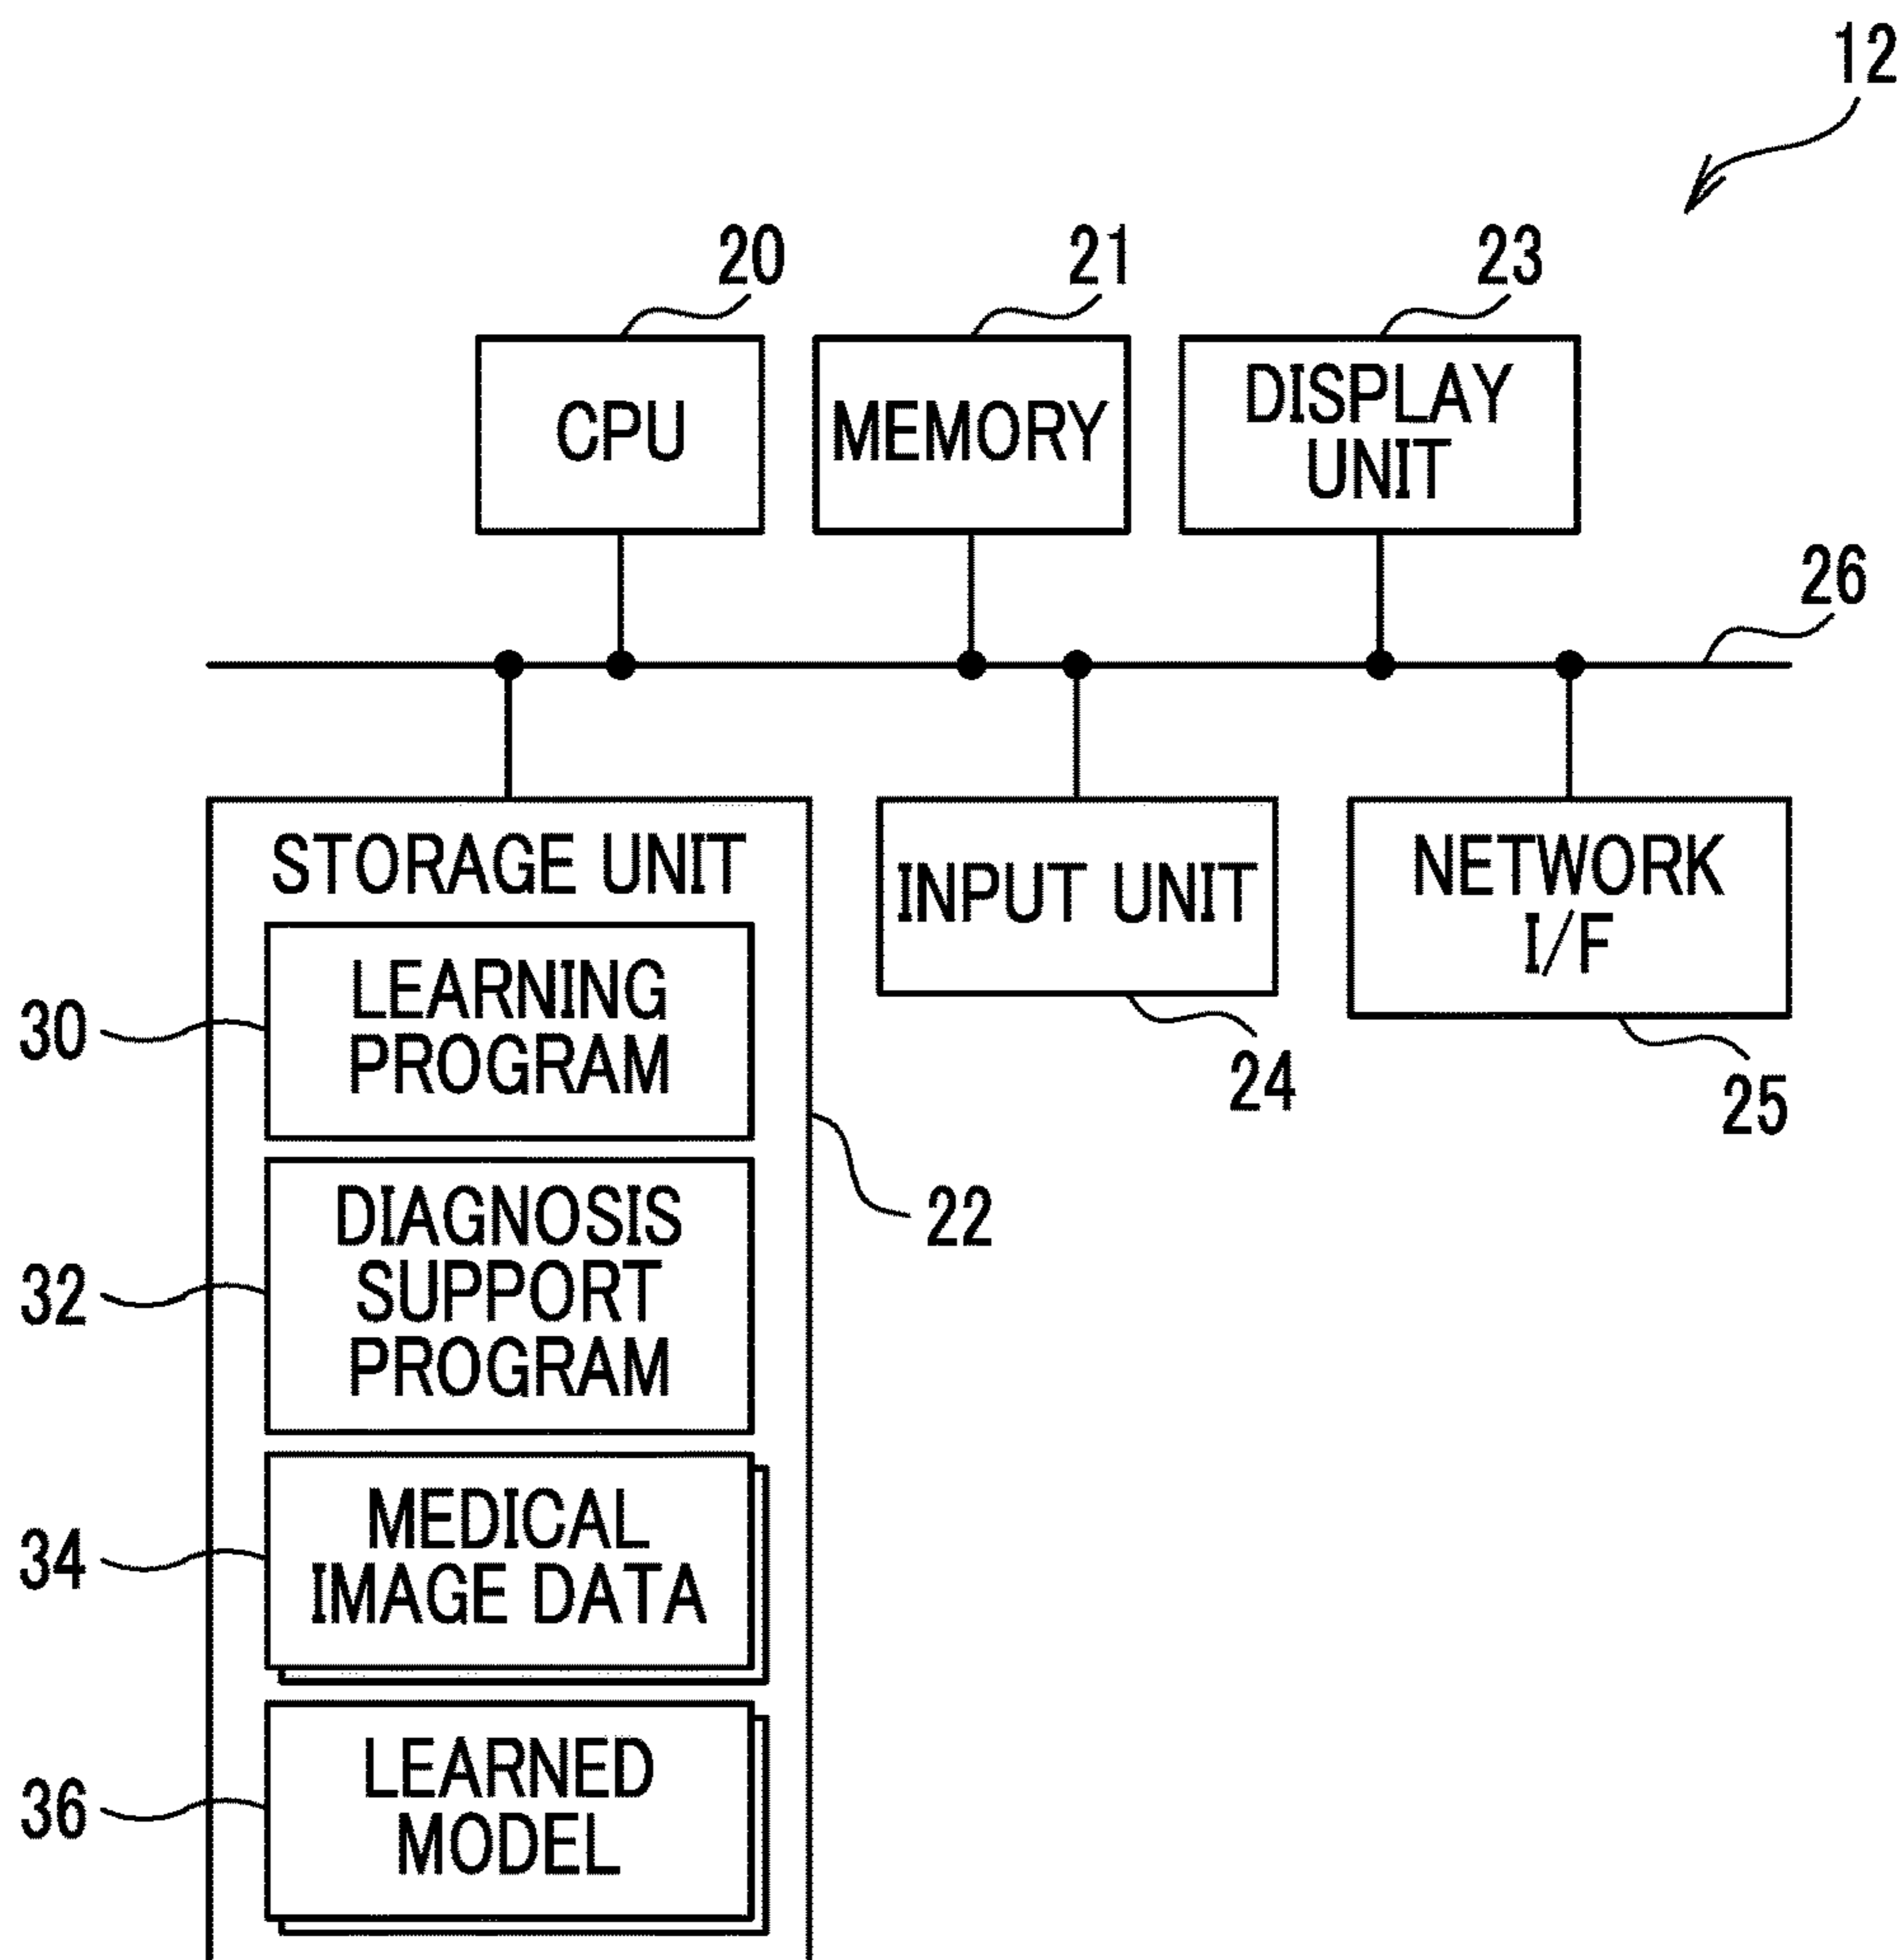 12
20
21
23
CPU
MEMORY
DISPLAY
UNIT
26
STORAGE UNIT
LEARNING
PROGRAM
30
DIAGNOSIS
SUPPORT
PROGRAM
32
MEDICAL
IMAGE DATA
34
LEARNED
MODEL
36
22
INPUT UNIT
24
NETWORK
I/F
25